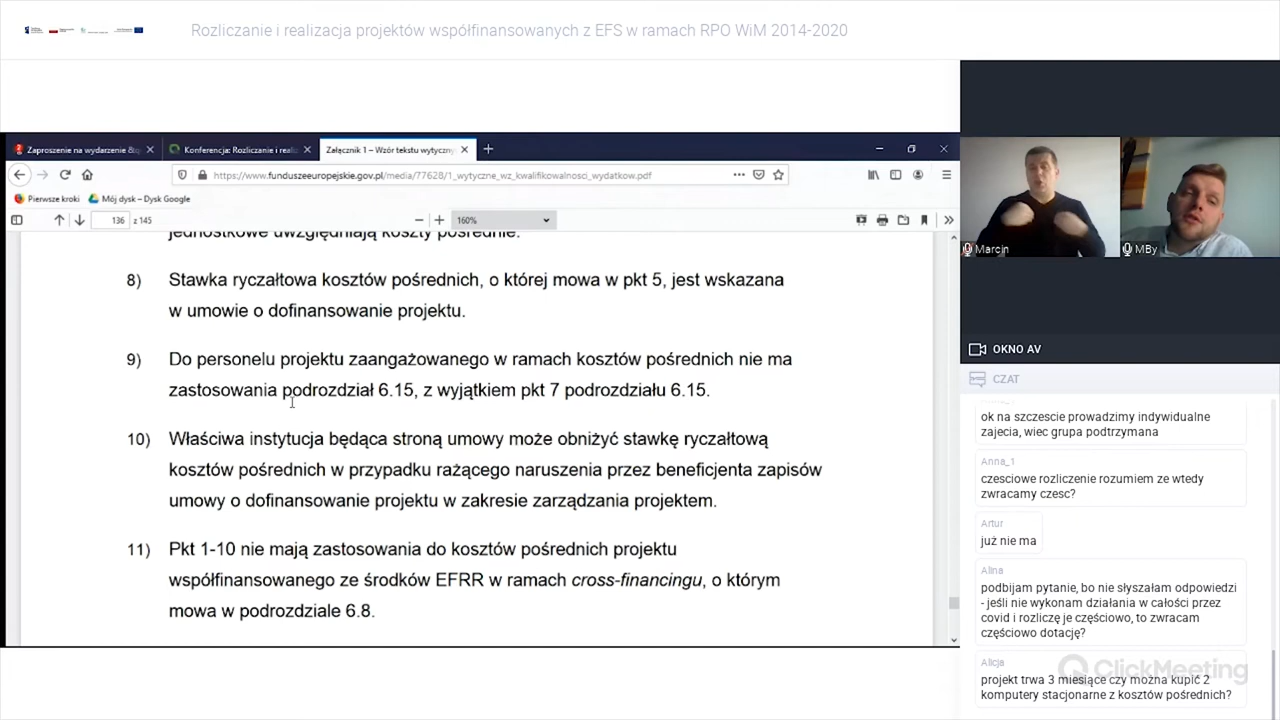 Rozliczanie i realizacja projektów współfinansowanych z EFS w ramach RPO WiM 2014-2020
Zaproszenie na wydarzenie
Konferencja: Rozliczanie i reali
Załącznik 1 – Wzór tekstu wytyczny
https://www.funduszeeuropejskie.gov.pl/media/77628/1_wytyczne_wz_kwalifikowalnosci_wydatkow.pdf
Pierwsze kroki
Mój dysk – Dysk Google
136 z 145
160%
jednostkowe uwzględniają koszty pośrednie.
8) Stawka ryczałtowa kosztów pośrednich, o której mowa w pkt 5, jest wskazana
w umowie o dofinansowanie projektu.
9) Do personelu projektu zaangażowanego w ramach kosztów pośrednich nie ma
zastosowania podrozdział 6.15, z wyjątkiem pkt 7 podrozdziału 6.15.
10) Właściwa instytucja będąca stroną umowy może obniżyć stawkę ryczałtową
kosztów pośrednich w przypadku rażącego naruszenia przez beneficjenta zapisów
umowy o dofinansowanie projektu w zakresie zarządzania projektem.
11) Pkt 1-10 nie mają zastosowania do kosztów pośrednich projektu
współfinansowanego ze środków EFRR w ramach cross-financingu, o którym
mowa w podrozdziale 6.8.
Marcin
MBy
OKNO AV
CZAT
ok na szczescie prowadzimy indywidualne
zajecia, wiec grupa podtrzymana
Anna_1
czesciowe rozliczenie rozumiem ze wtedy
zwracamy czesc?
Artur
już nie ma
Alina
podbijam pytanie, bo nie słyszałam odpowiedzi
- jeśli nie wykonam działania w całości przez
covid i rozliczę je częściowo, to zwracam
częściowo dotację?
Alicja
projekt trwa 3 miesiące czy można kupić 2
komputery stacjonarne z kosztów pośrednich?
ClickMeeting